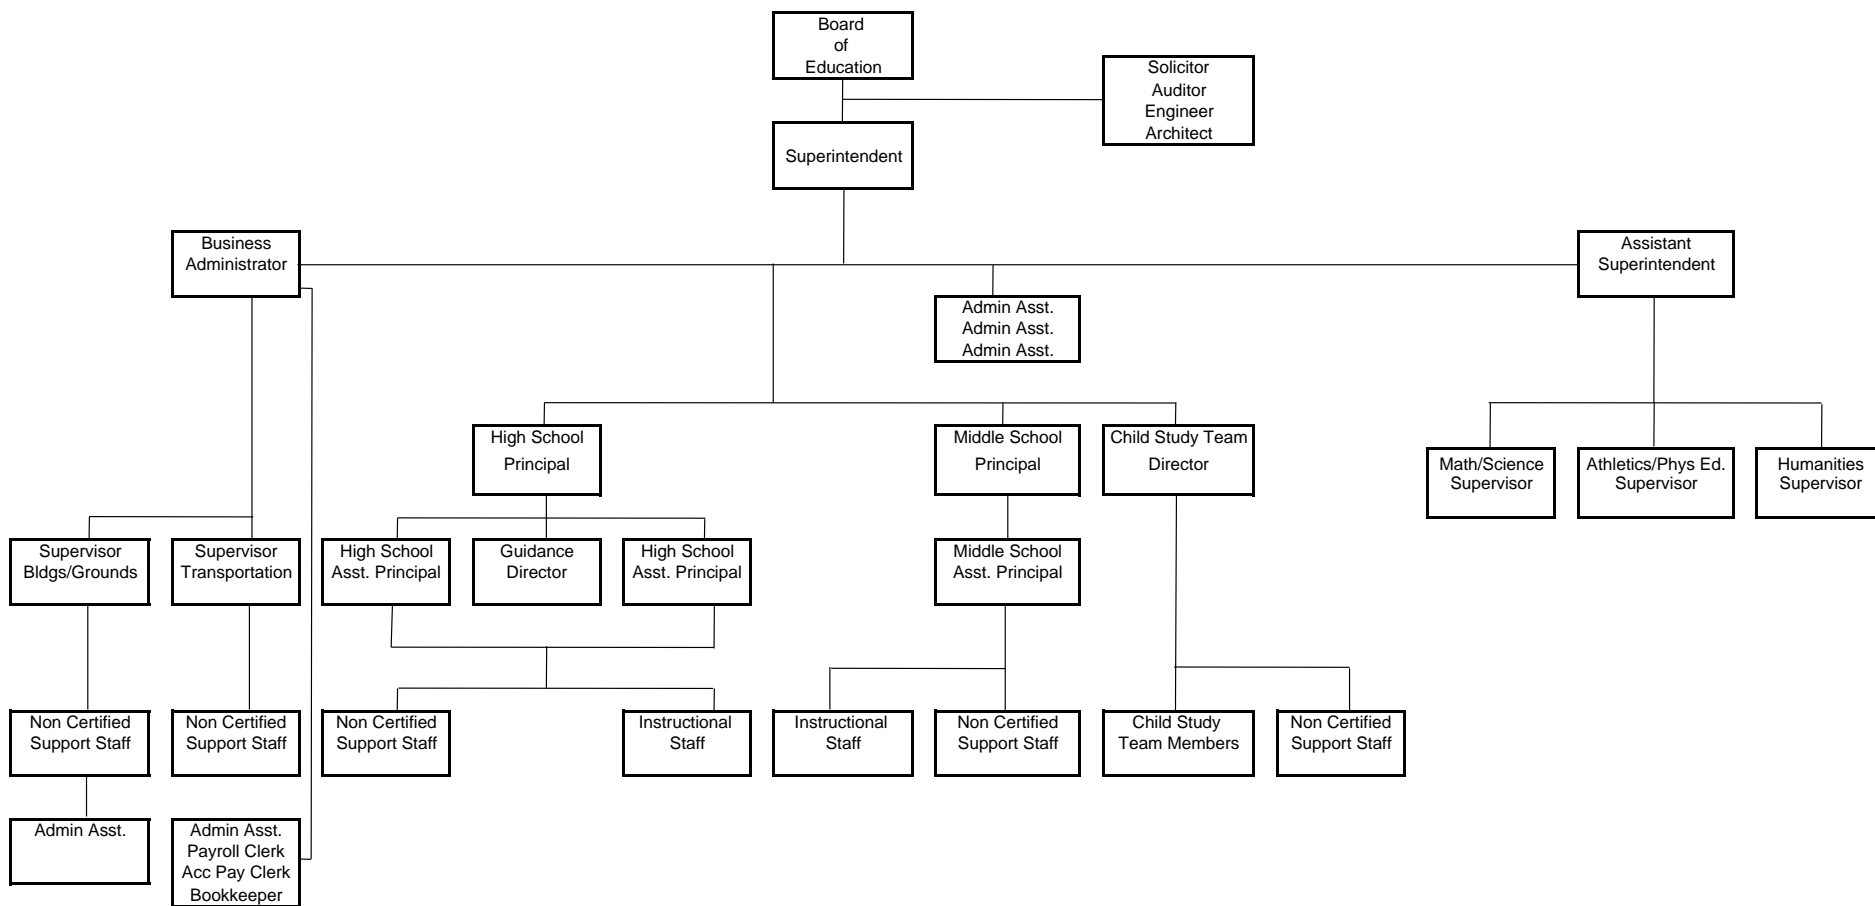 Board
of
Education
Solicitor
Auditor
Engineer
Architect
Superintendent
Business
Administrator
Assistant
Superintendent
Admin Asst.
Admin Asst.
Admin Asst.
High School
Principal
Middle School
Principal
Child Study Team
Director
Math/Science
Supervisor
Athletics/Phys Ed.
Supervisor
Humanities
Supervisor
Supervisor
Bldgs/Grounds
Supervisor
Transportation
High School
Asst. Principal
Guidance
Director
High School
Asst. Principal
Middle School
Asst. Principal
Non Certified
Support Staff
Non Certified
Support Staff
Non Certified
Support Staff
Instructional
Staff
Instructional
Staff
Non Certified
Support Staff
Child Study
Team Members
Non Certified
Support Staff
Admin Asst.
Admin Asst.
Payroll Clerk
Acc Pay Clerk
Bookkeeper